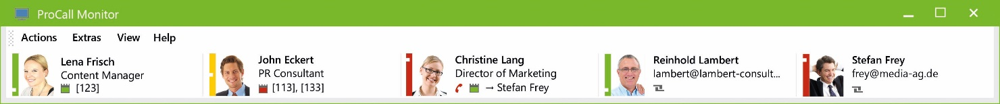 ProCall Monitor
Actions Extras View Help
Lena Frisch
Content Manager
[123]
John Eckert
PR Consultant
[113], [133]
Christine Lang
Director of Marketing
→ Stefan Frey
Reinhold Lambert
lambert@lambert-consult...
Stefan Frey
frey@media-ag.de